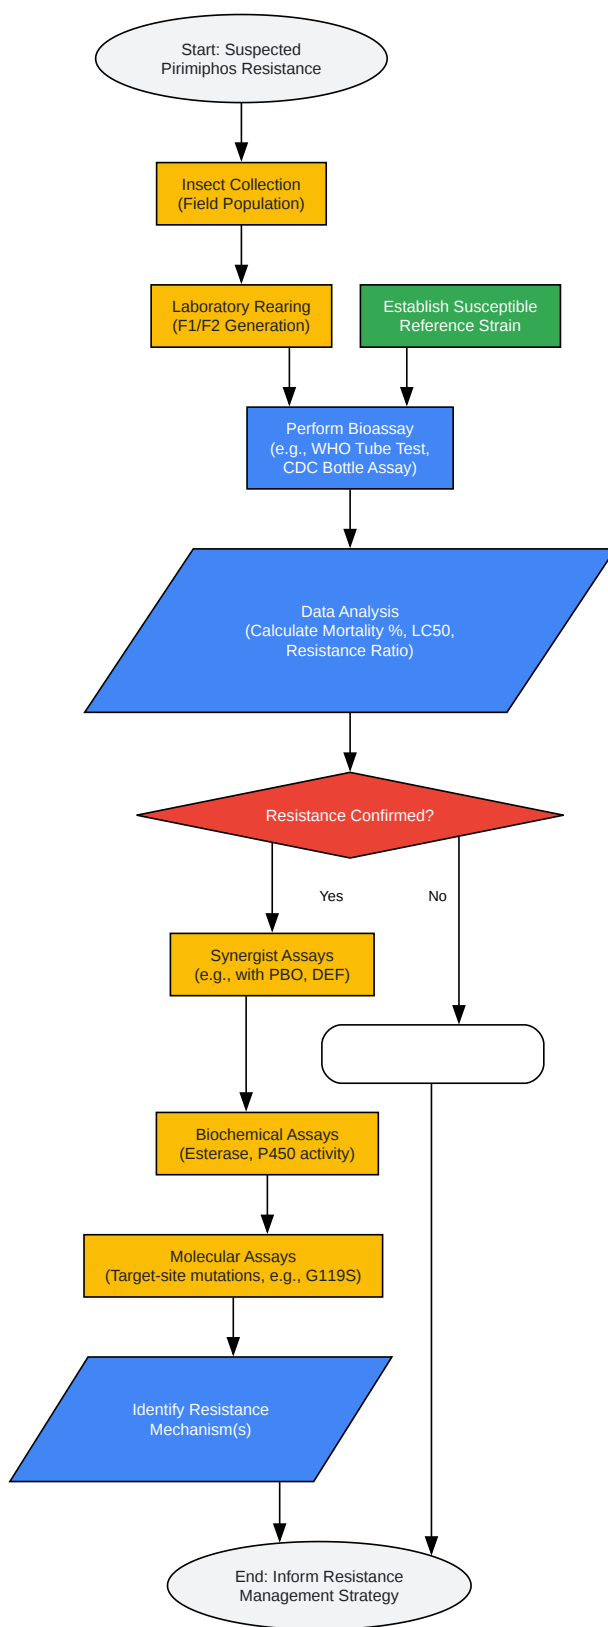 Start: Suspected
Pirimiphos Resistance
Insect Collection
(Field Population)
Laboratory Rearing
(F1/F2 Generation)
Establish Susceptible
Reference Strain
Perform Bioassay
(e.g., WHO Tube Test,
CDC Bottle Assay)
Data Analysis
(Calculate Mortality %, LC50,
Resistance Ratio)
Resistance Confirmed?
Yes
No
Synergist Assays
(e.g., with PBO, DEF)
Biochemical Assays
(Esterase, P450 activity)
Molecular Assays
(Target-site mutations, e.g., G119S)
Identify Resistance
Mechanism(s)
End: Inform Resistance
Management Strategy